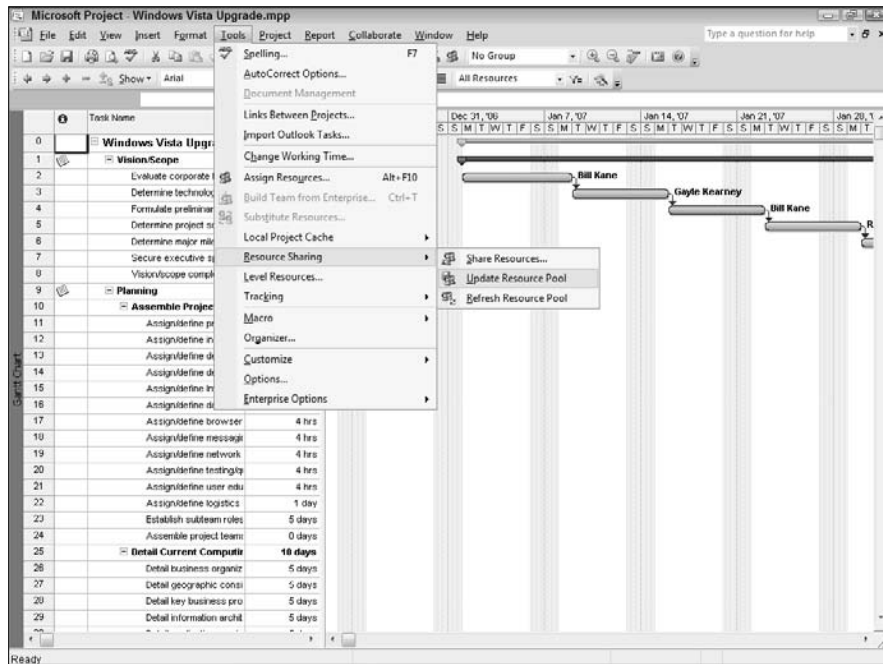 Microsoft Project - Windows Vista Upgrade.mpp
File Edit View Insert Format Tools Project Report Collaborate Window Help
Type a question for help
No Group
Show Arial
All Resources
Spelling... F7
AutoCorrect Options...
Document Management
Links Between Projects...
Import Outlook Tasks...
Change Working Time...
Assign Resources... Alt+F10
Build Team from Enterprise... Ctrl+T
Substitute Resources...
Local Project Cache
Resource Sharing
Level Resources...
Tracking
Macro
Organizer...
Customize
Options...
Enterprise Options
Share Resources...
Update Resource Pool
Refresh Resource Pool
Task Name
Dec 31, '06 Jan 7, '07 Jan 14, '07 Jan 21, '07 Jan 28, '
S S M T W T F S S M T W T F S S M T W T F S S M T W T F S S M T
0 Windows Vista Upgra
1 Vision/Scope
2 Evaluate corporate Bill Kane
3 Determine technolog Gayle Kearney
4 Formulate preliminar Bill Kane
5 Determine project sc R
6 Determine major mile
7 Secure executive s
8 Vision/scope compl
9 Planning
10 Assemble Projec
11 Assign/define pr
12 Assign/define in
13 Assign/define de
14 Assign/define de
15 Assign/define
16 Assign/define
17 Assign/define browser 4 hrs
18 Assign/define messagi 4 hrs
19 Assign/define network 4 hrs
20 Assign/define testing/q 4 hrs
21 Assign/define user edu 4 hrs
22 Assign/define logistics 1 day
23 Establish subteam roles 5 days
24 Assemble project teams 0 days
25 Detail Current Computin 10 days
26 Detail business organiz 5 days
27 Detail geographic consi 5 days
28 Detail key business pro 5 days
29 Detail information archit 5 days
Gantt Chart
Ready